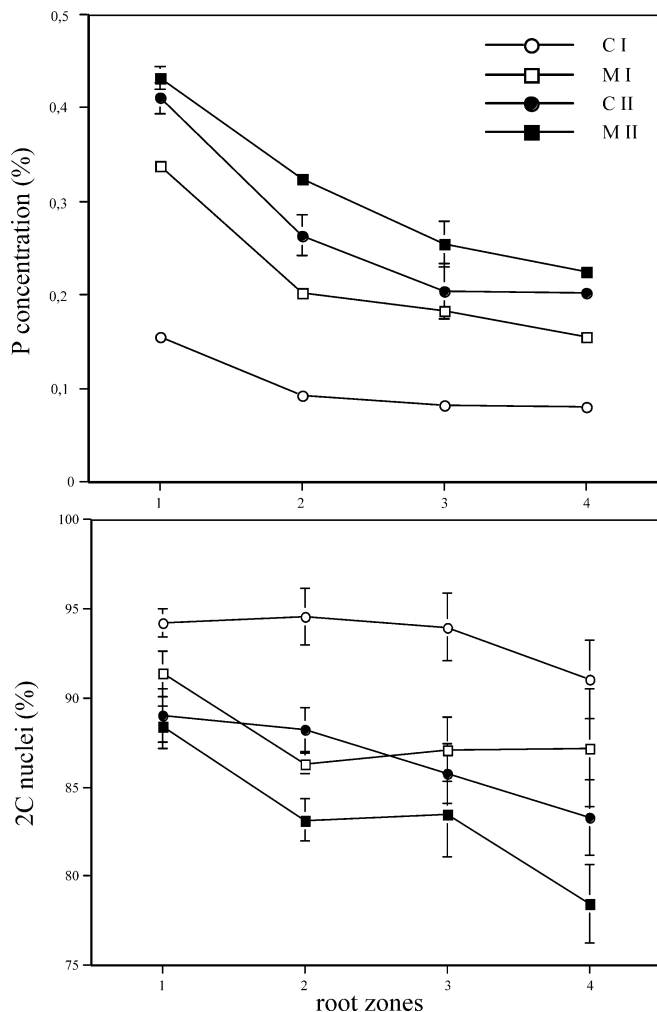 0,5
0,4
0,3
0,2
0,1
0
P concentration (%)
C I
M I
C II
M II
1 2 3 4
100
95
90
85
80
75
2C nuclei (%)
1 2 3 4
root zones